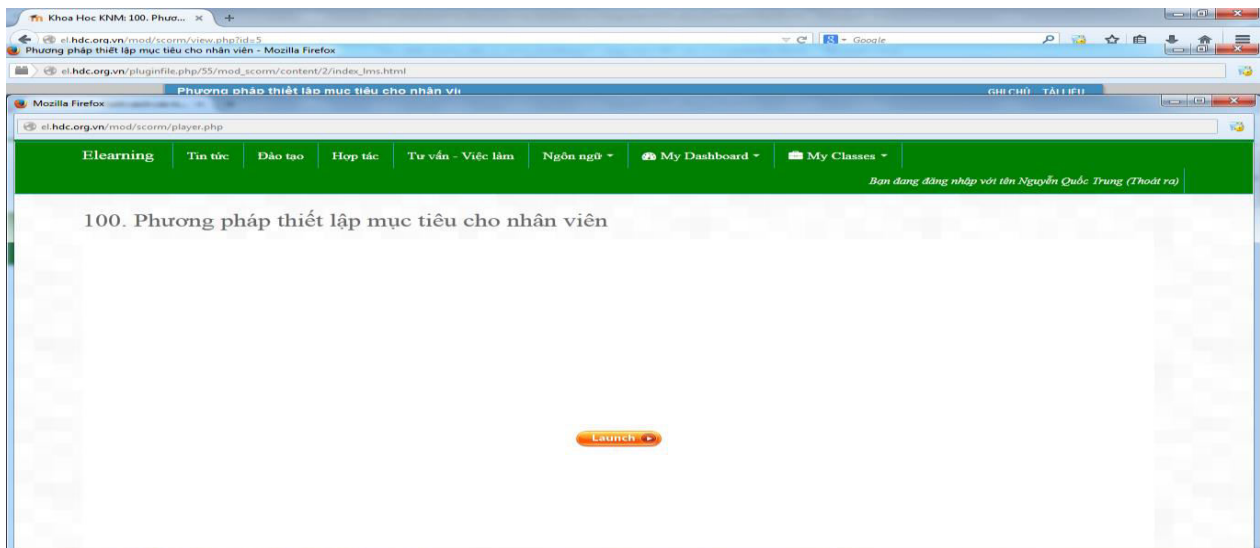 Khoa Hoc KNM: 100. Phươ... × +
el.hdc.org.vn/mod/scorm/view.php?id=5
Google
Phương pháp thiết lập mục tiêu cho nhân viên - Mozilla Firefox
el.hdc.org.vn/pluginfile.php/55/mod_scorm/content/2/index_lms.html
Phương pháp thiết lập mục tiêu cho nhân vi
GHI CHÚ TÀI LIỆU
Mozilla Firefox
el.hdc.org.vn/mod/scorm/player.php
Elearning Tin tức Đào tạo Hợp tác Tư vấn - Việc làm Ngôn ngữ My Dashboard My Classes
Bạn đang đăng nhập với tên Nguyễn Quốc Trung (Thoát ra)
100. Phương pháp thiết lập mục tiêu cho nhân viên
Launch